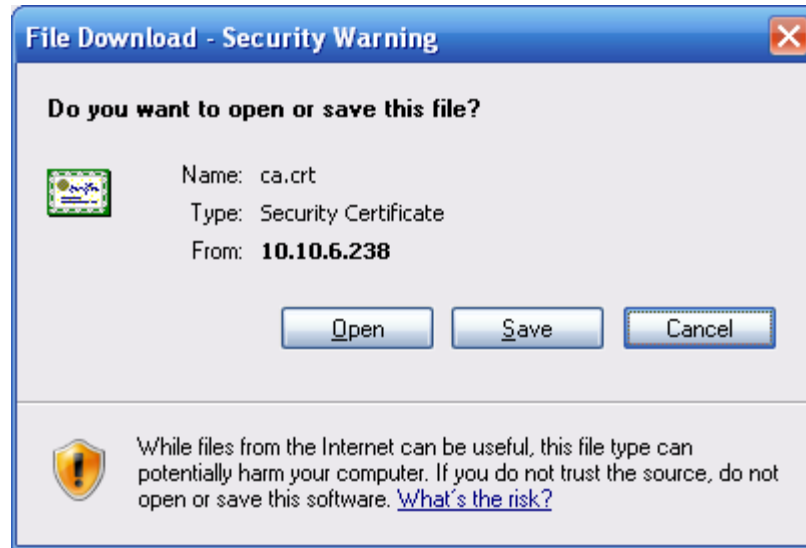 File Download - Security Warning
Do you want to open or save this file?
Name: ca.crt
Type: Security Certificate
From: 10.10.6.238
Open Save Cancel
While files from the Internet can be useful, this file type can
potentially harm your computer. If you do not trust the source, do not
open or save this software. What's the risk?